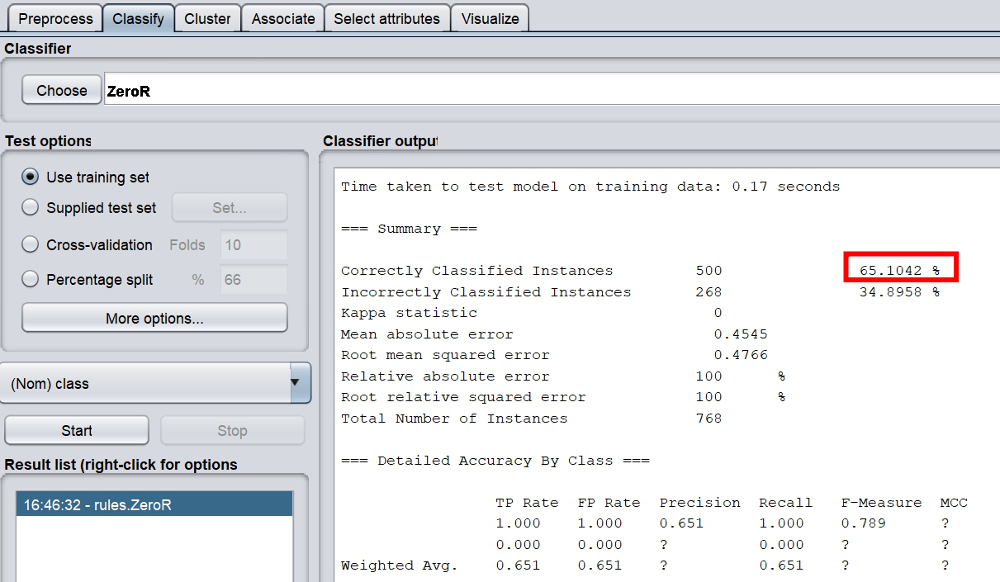 Preprocess Classify Cluster Associate Select attributes Visualize
Classifier
Choose ZeroR
Test options
Use training set
Supplied test set Set...
Cross-validation Folds 10
Percentage split % 66
More options...
(Nom) class
Start Stop
Result list (right-click for options
16:46:32 - rules.ZeroR
Classifier output
Time taken to test model on training data: 0.17 seconds
=== Summary ===
Correctly Classified Instances 500 65.1042 %
Incorrectly Classified Instances 268 34.8958 %
Kappa statistic 0
Mean absolute error 0.4545
Root mean squared error 0.4766
Relative absolute error 100 %
Root relative squared error 100 %
Total Number of Instances 768
=== Detailed Accuracy By Class ===
TP Rate FP Rate Precision Recall F-Measure MCC
1.000 1.000 0.651 1.000 0.789 ?
0.000 0.000 ? 0.000 ? ?
Weighted Avg. 0.651 0.651 ? 0.651 ? ?